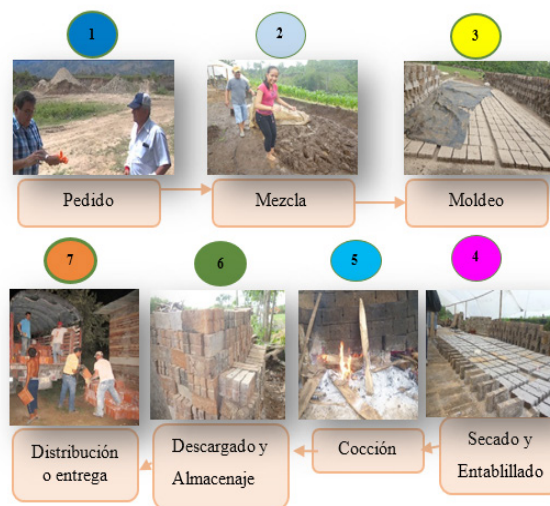 1
2
3
Pedido
Mezcla
Moldeo
7
6
5
4
Distribución
o entrega
Descargado y
Almacenaje
Cocción
Secado y
Entablillado